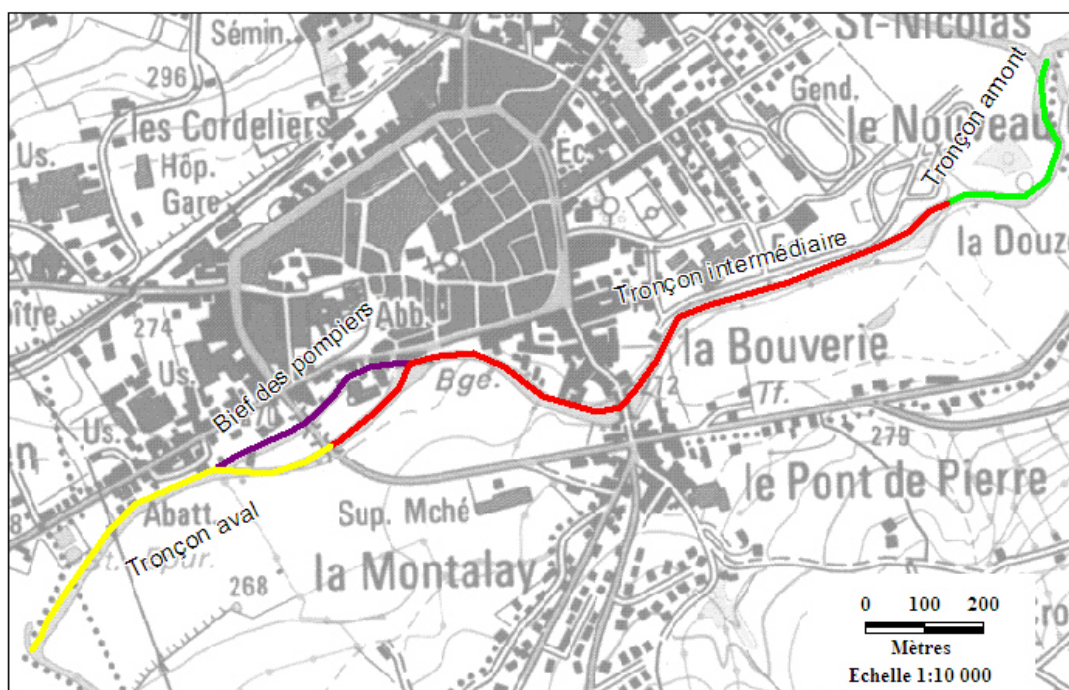 St-Nicolas
Sémin.
296
les Cordeliers
Gend.
le Nouveau
Tronçon amont
Us.
Hôp.
Gare
Ec.
la Douze
Tronçon intermédiaire
274
Abb.
Us.
Bief des pompiers
la Bouverie
Bge.
Tf.
Us.
279
le Pont de Pierre
Abatt.
Sup. Mché
Tronçon aval
la Montalay
268
0 100 200
Mètres
Echelle 1:10 000